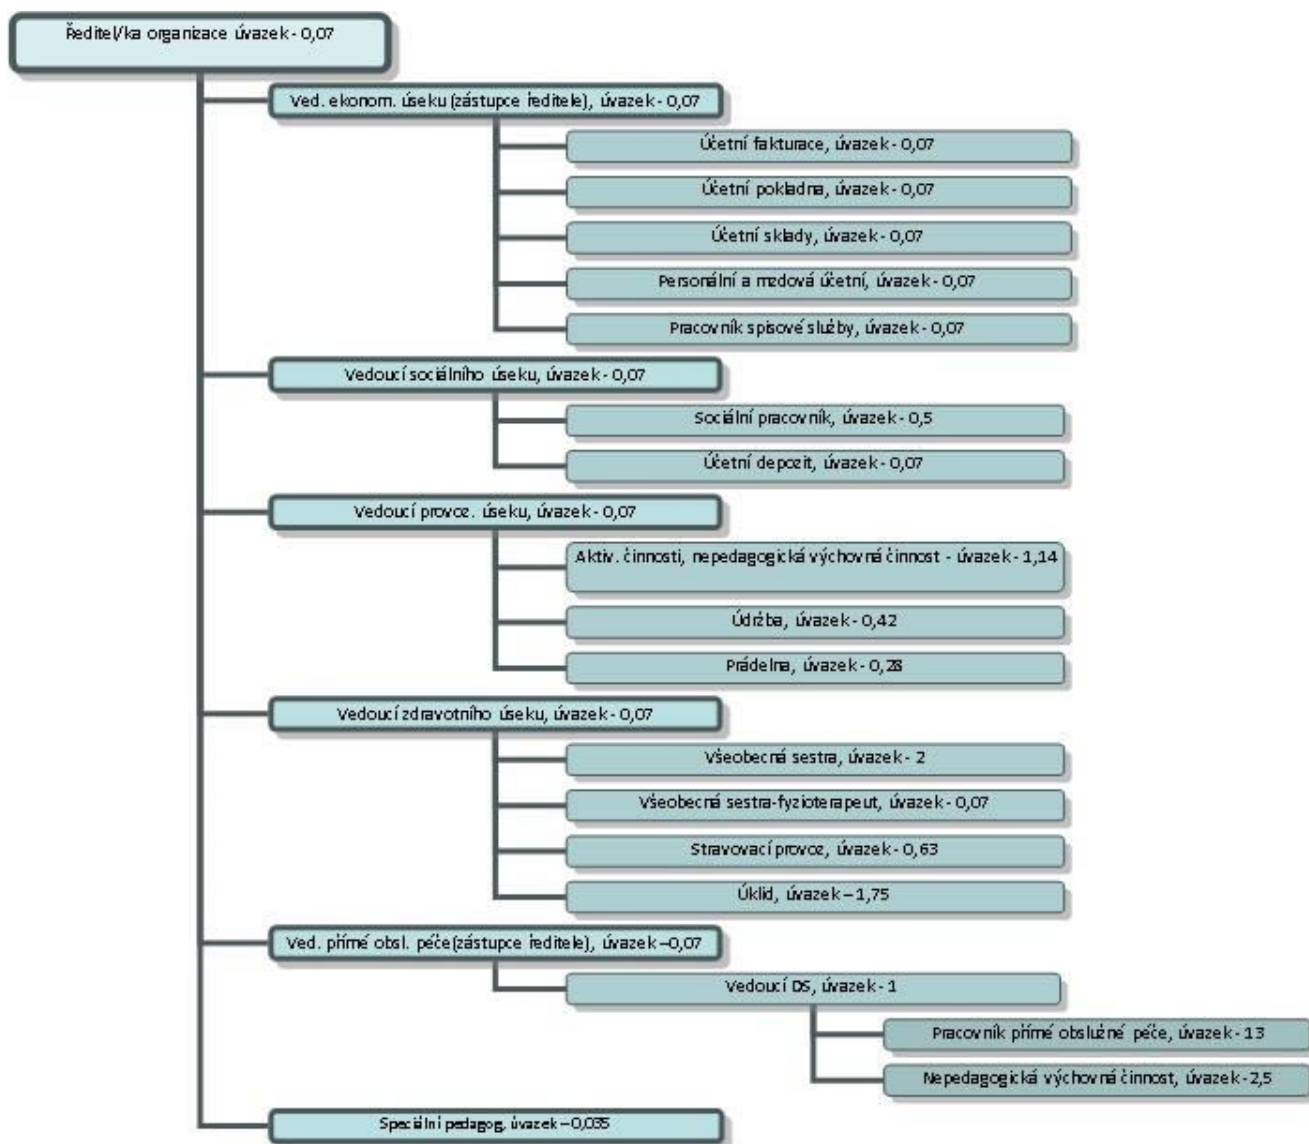 Ředitel/ka organizace úvazek - 0,07
Ved. ekonom. úseku (zástupce ředitele), úvazek - 0,07
Účetní fakturace, úvazek - 0,07
Účetní pokladna, úvazek - 0,07
Účetní sklady, úvazek - 0,07
Personální a mzdová účetní, úvazek - 0,07
Pracovník spisové služby, úvazek - 0,07
Vedoucí sociálního úseku, úvazek - 0,07
Sociální pracovník, úvazek - 0,5
Účetní depozit, úvazek - 0,07
Vedoucí provoz. úseku, úvazek - 0,07
Aktiv. činnosti, nepedagogická výchovná činnost - úvazek - 1,14
Údržba, úvazek - 0,42
Prádelna, úvazek - 0,28
Vedoucí zdravotního úseku, úvazek - 0,07
Všeobecná sestra, úvazek - 2
Všeobecná sestra-fyzioterapeut, úvazek - 0,07
Stravovací provoz, úvazek - 0,63
Úklid, úvazek – 1,75
Ved. přímé obsl. péče(zástupce ředitele), úvazek –0,07
Vedoucí DS, úvazek - 1
Pracovník přímé obslužné péče, úvazek - 13
Nepedagogická výchovná činnost, úvazek -2,5
Speciální pedagog, úvazek – 0,035